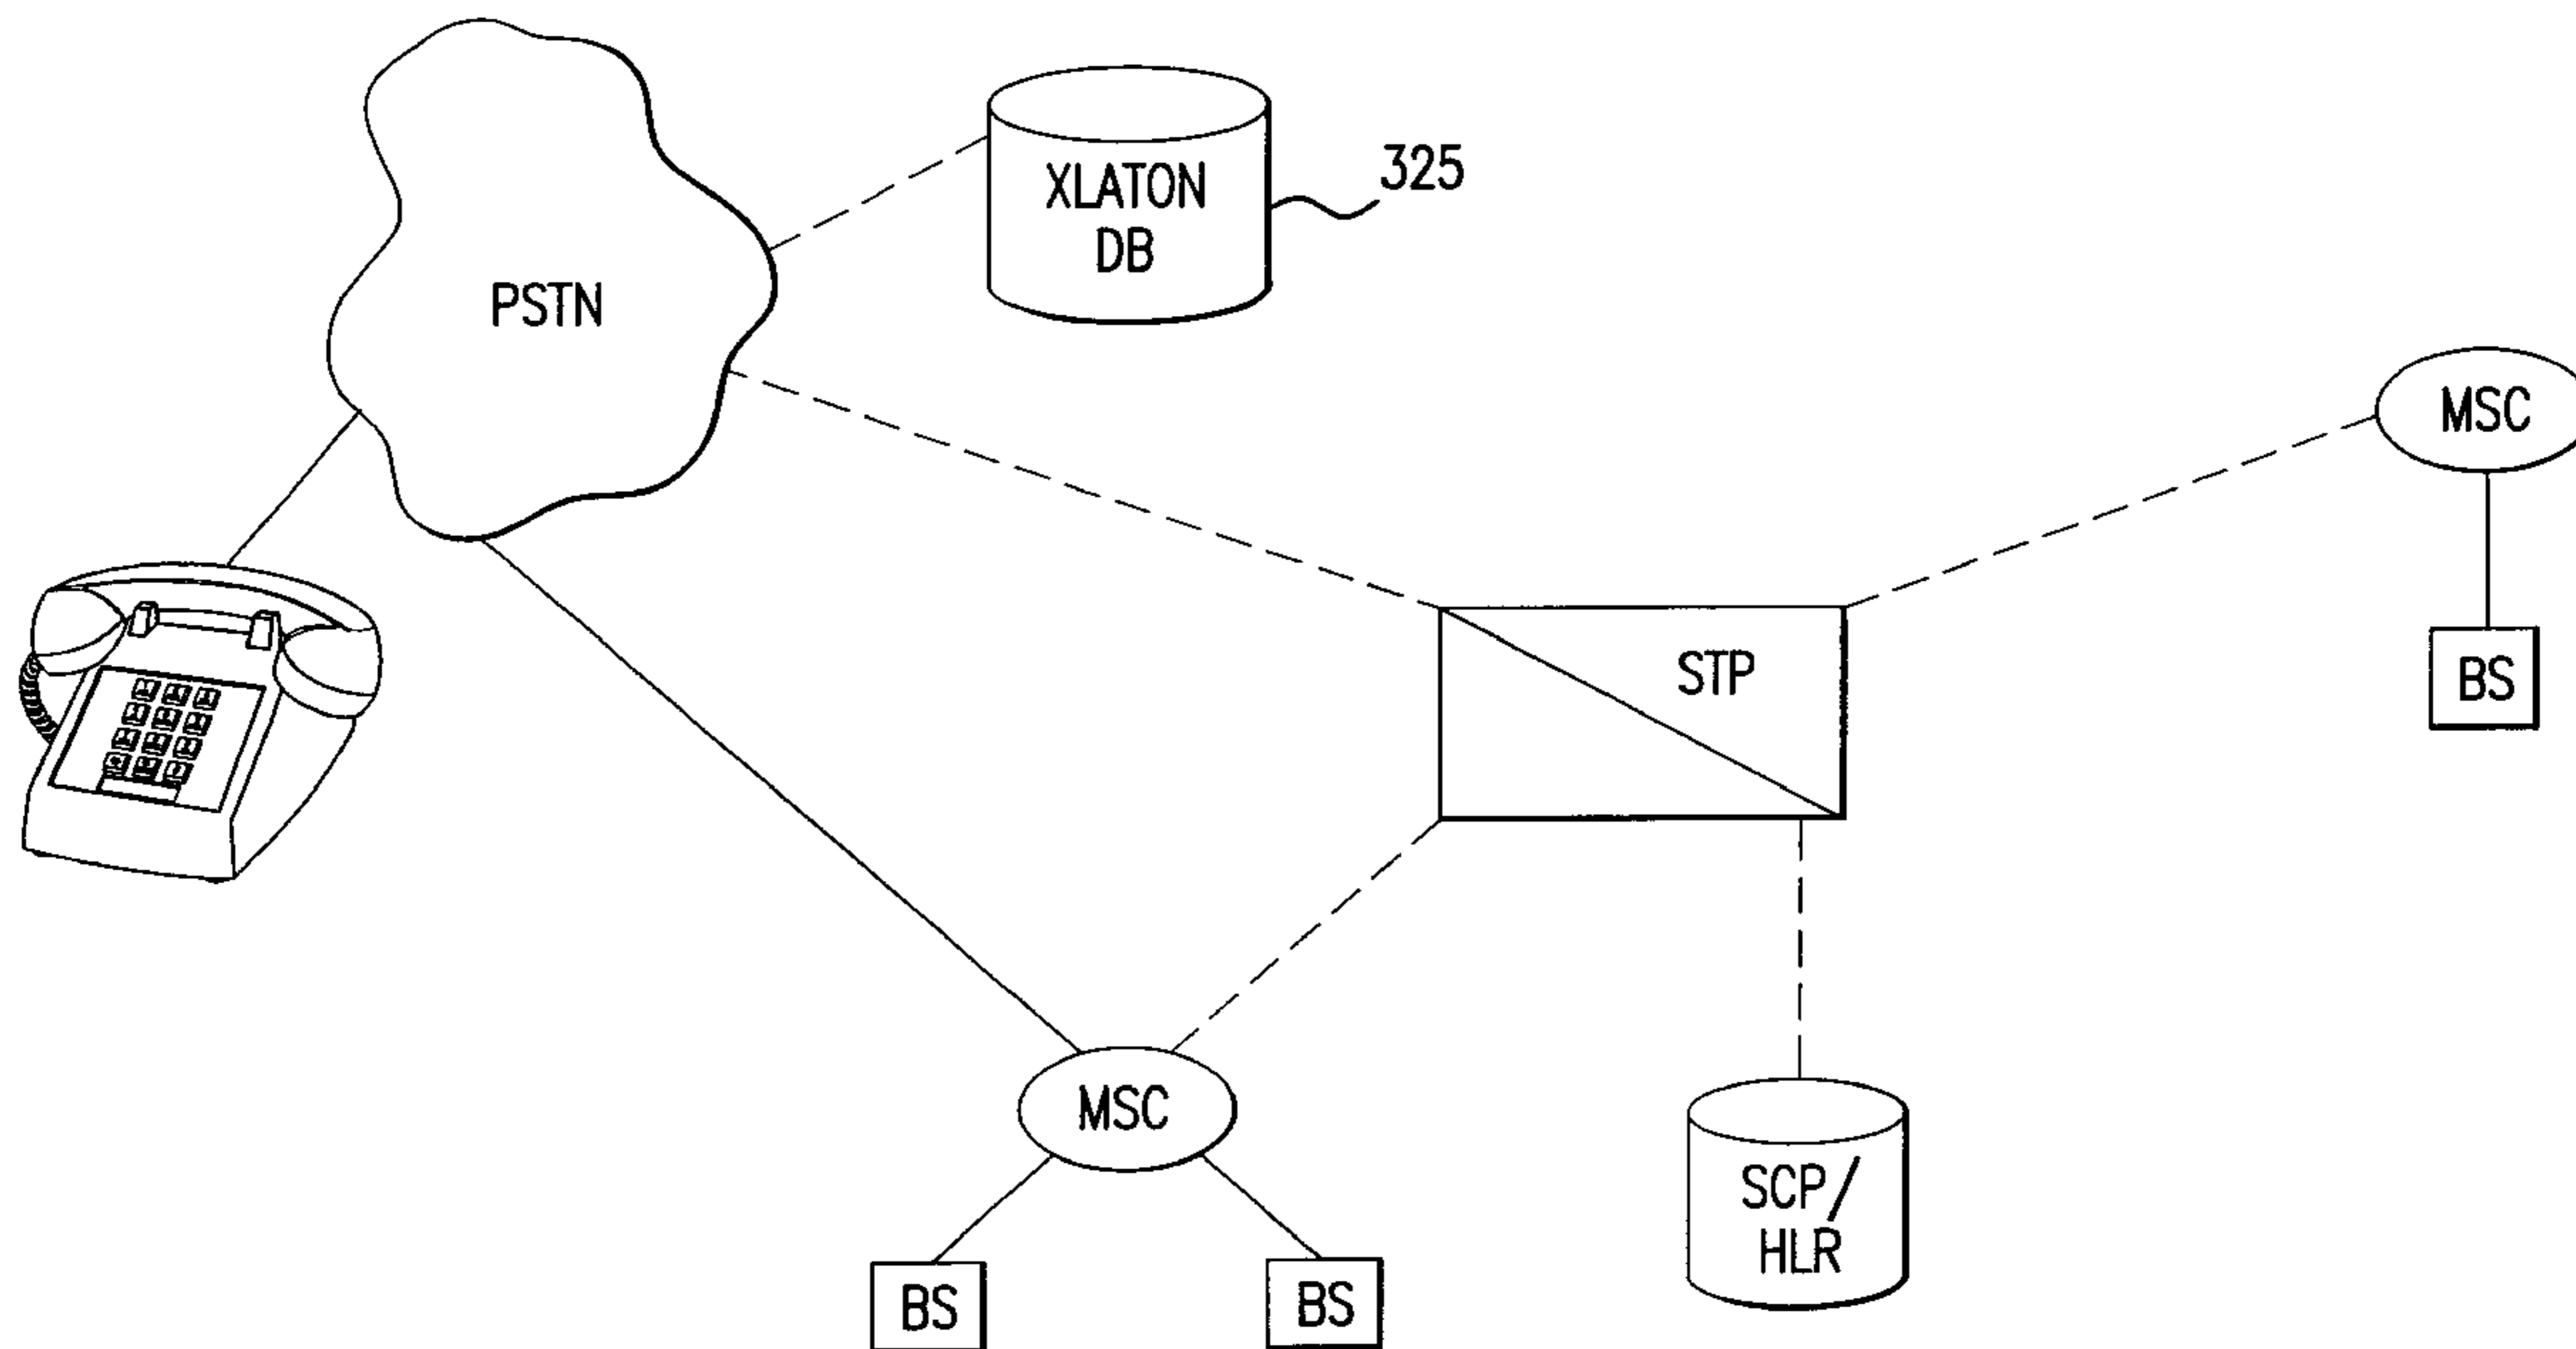 XLATON
DB
325
PSTN
MSC
STP
BS
MSC
SCP/
HLR
BS
BS